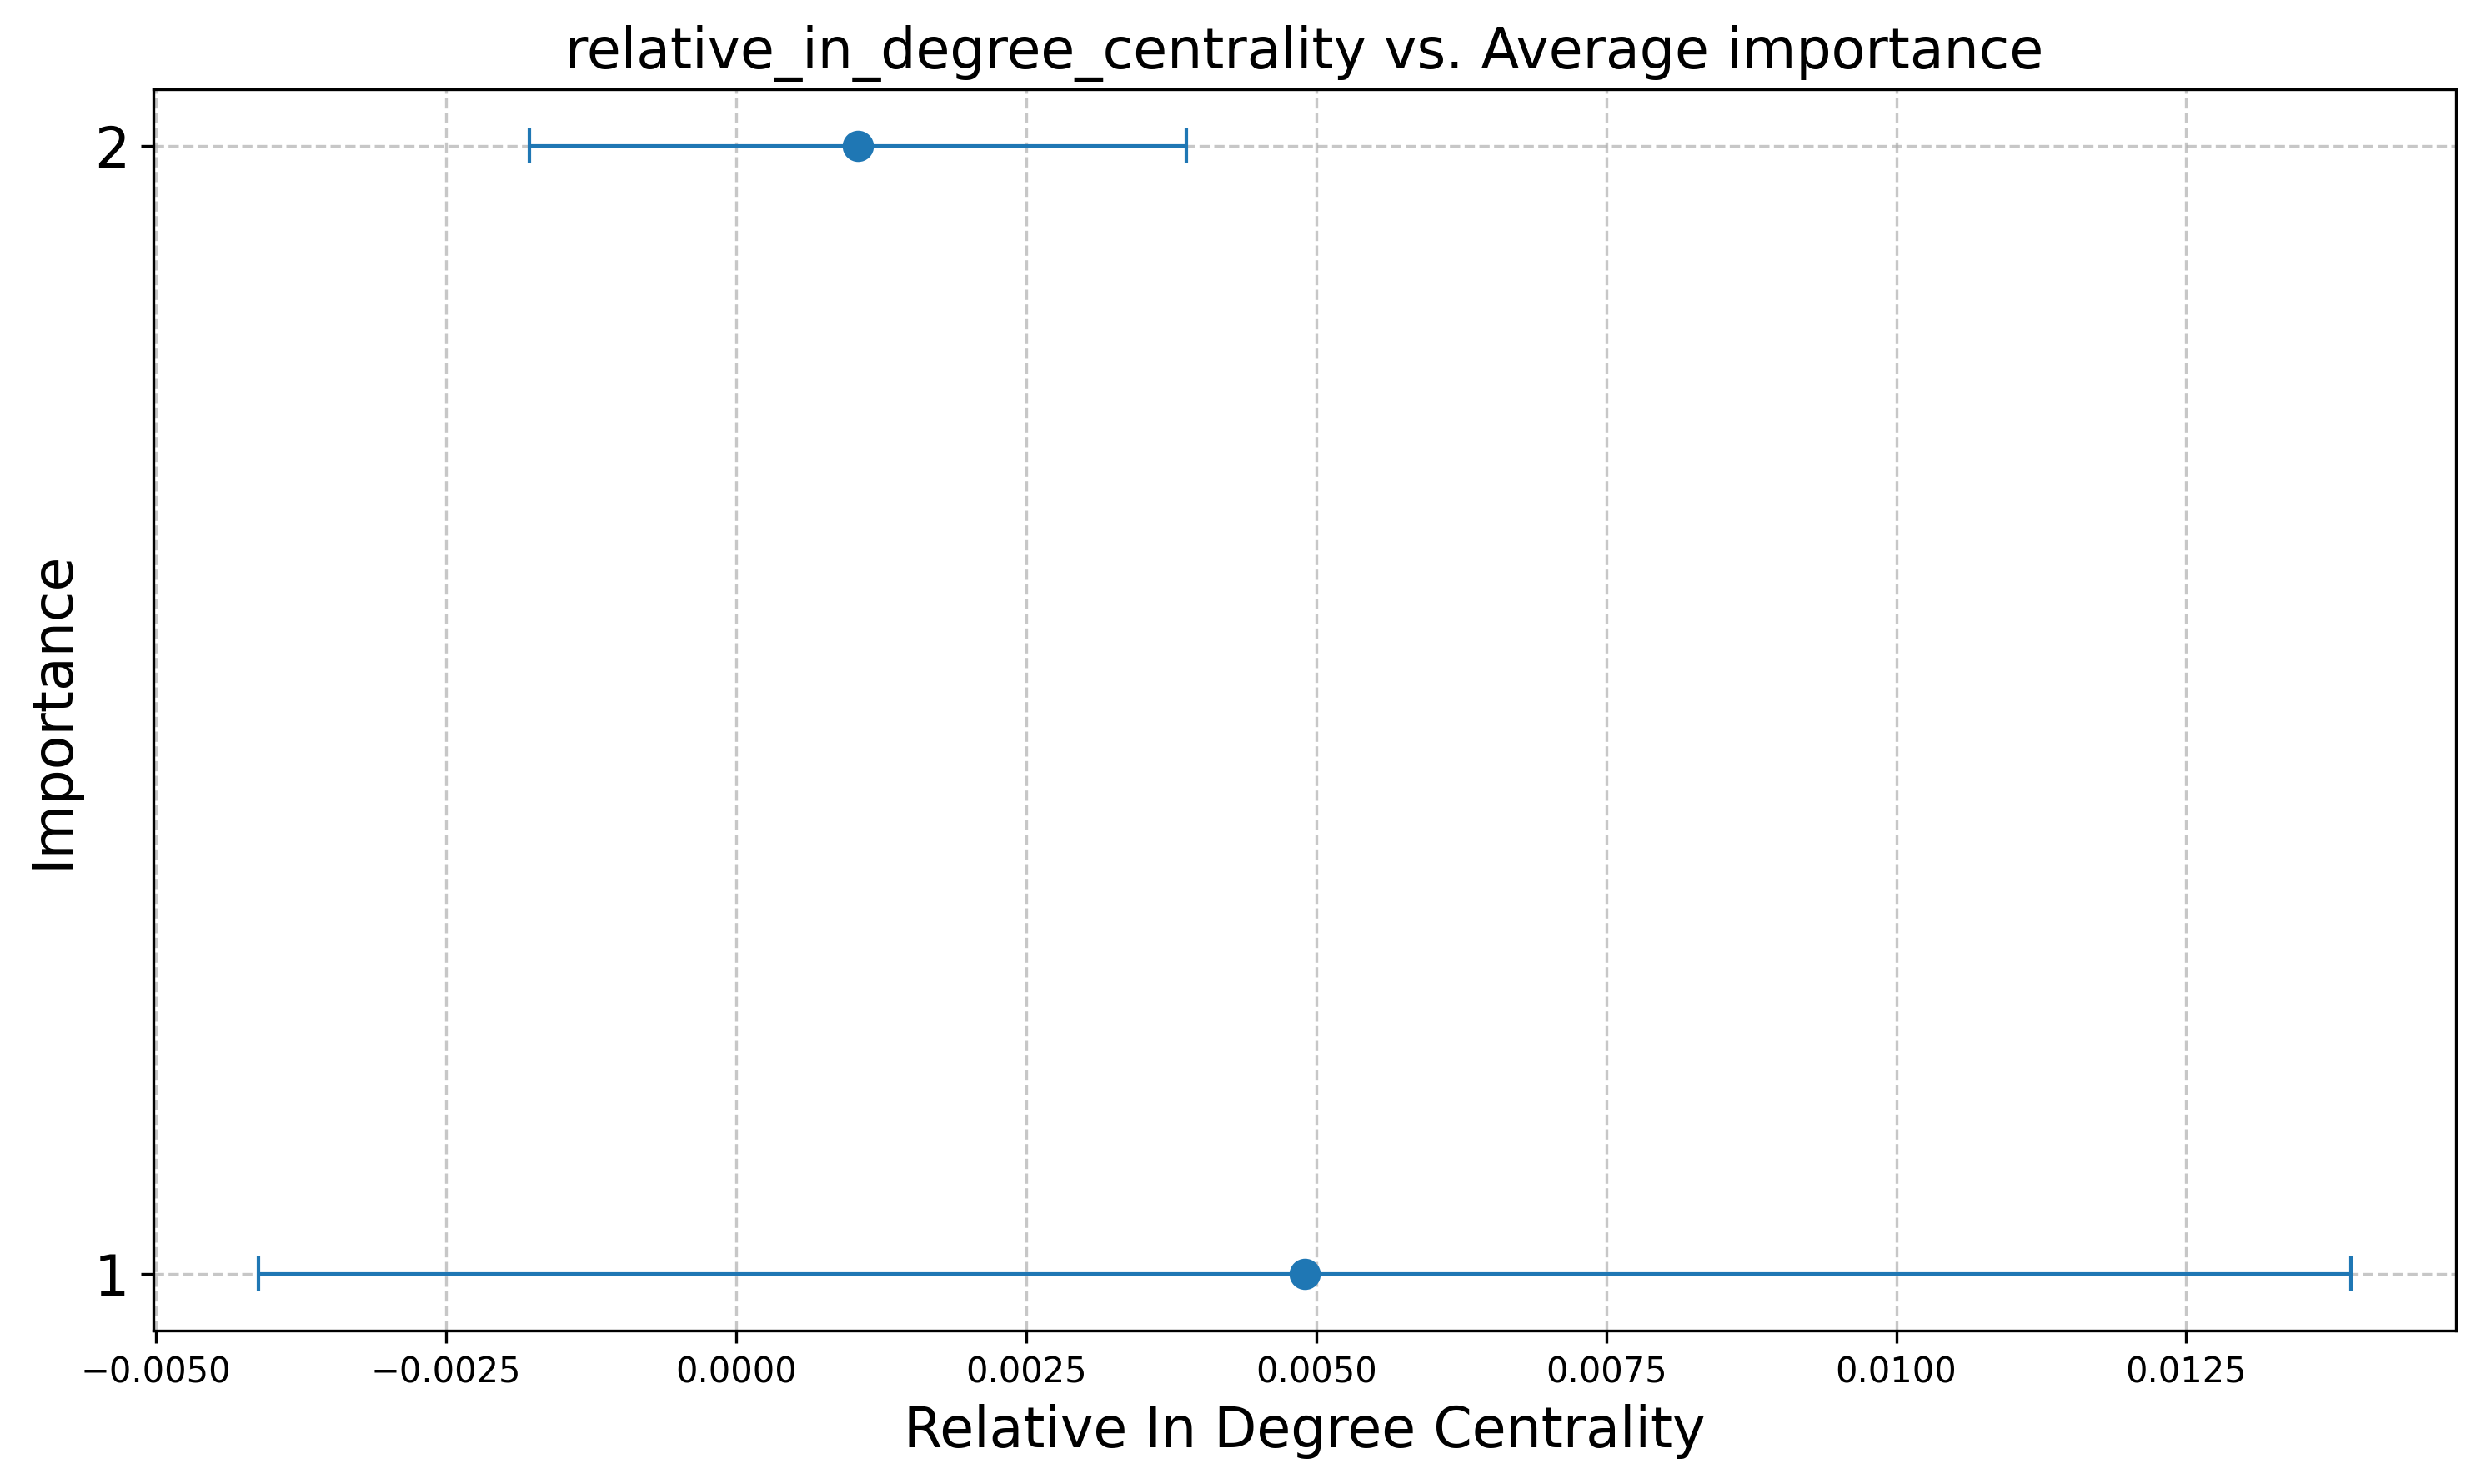 relative_in_degree_centrality vs. Average importance
2
Importance
1
−0.0050 −0.0025 0.0000 0.0025 0.0050 0.0075 0.0100 0.0125
Relative In Degree Centrality